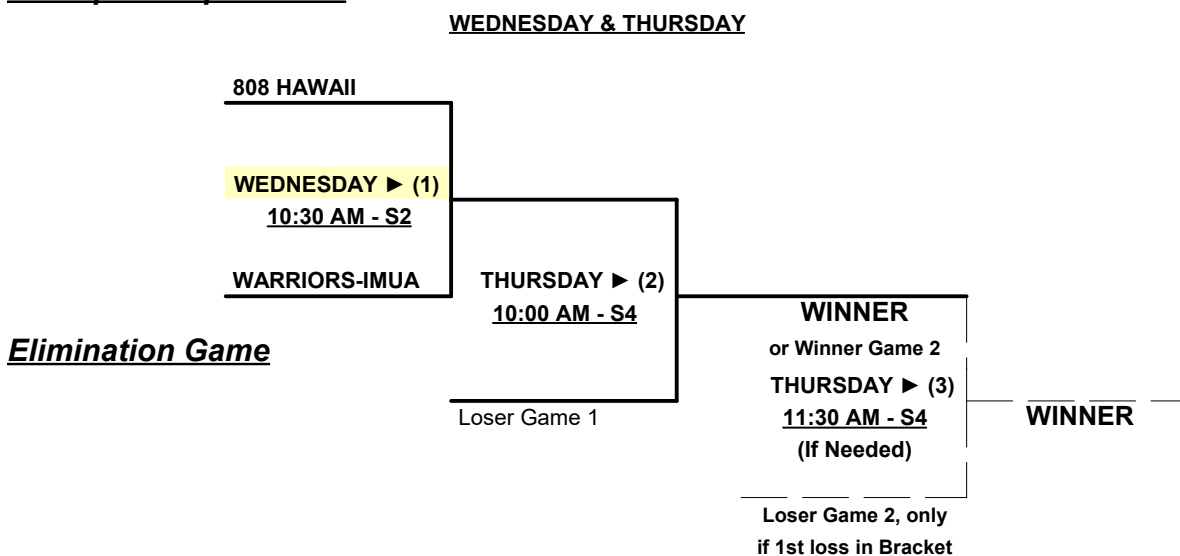 WEDNESDAY & THURSDAY
808 HAWAII
WEDNESDAY ► (1)
10:30 AM - S2
WARRIORS-IMUA
THURSDAY ► (2)
10:00 AM - S4
Elimination Game
WINNER
or Winner Game 2
THURSDAY ► (3)
11:30 AM - S4
(If Needed)
Loser Game 1
WINNER
Loser Game 2, only
if 1st loss in Bracket